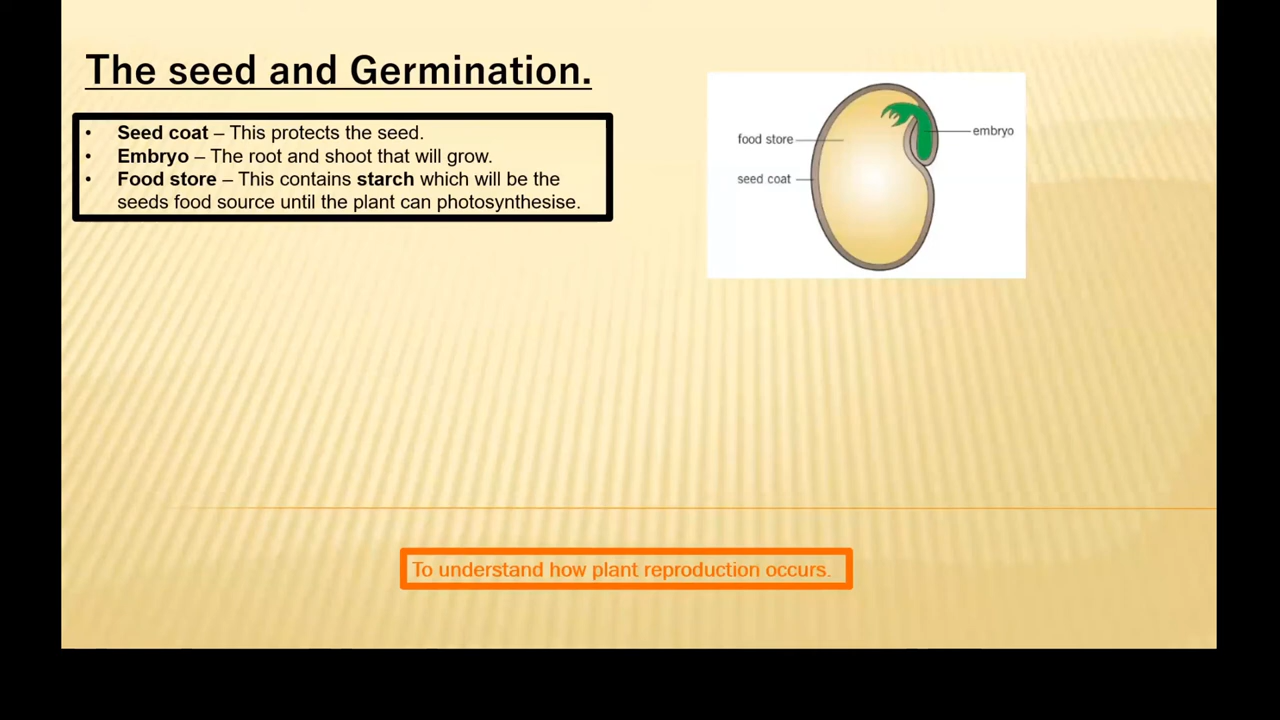 The seed and Germination.
• Seed coat – This protects the seed.
• Embryo – The root and shoot that will grow.
• Food store – This contains starch which will be the
seeds food source until the plant can photosynthesise.
food store
embryo
seed coat
To understand how plant reproduction occurs.